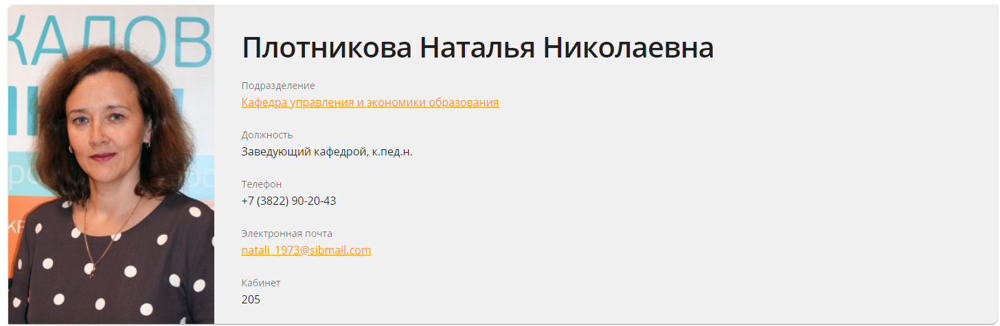 КАДОВ
Плотникова Наталья Николаевна
Подразделение
Кафедра управления и экономики образования
Должность
Заведующий кафедрой, к.пед.н.
Телефон
+7 (3822) 90-20-43
Электронная почта
natali_1973@sibmail.com
Кабинет
205